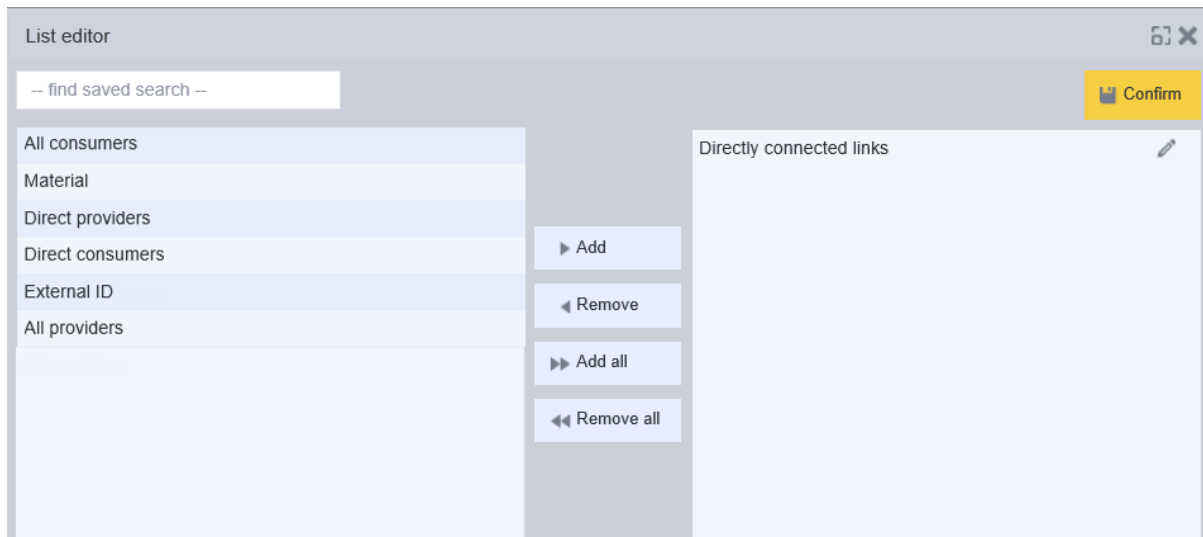 List editor
-- find saved search --
Confirm
All consumers
Material
Direct providers
Direct consumers
External ID
All providers
Add
Remove
Add all
Remove all
Directly connected links